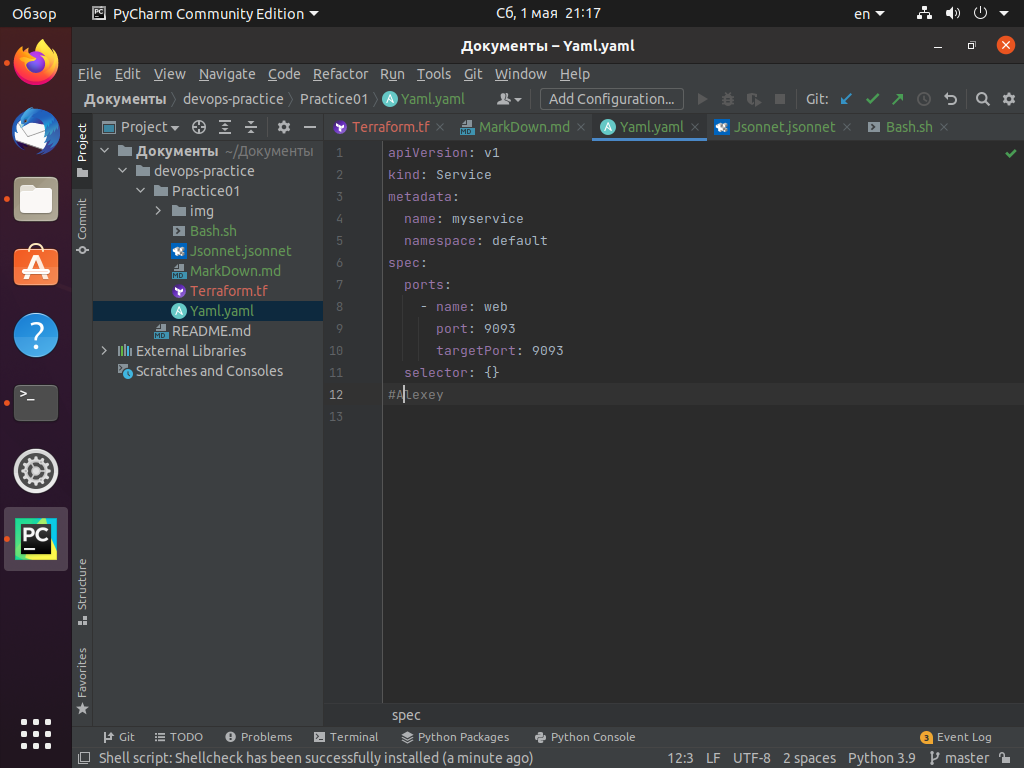 Обзор PyCharm Community Edition Сб, 1 мая 21:17 en
Документы – Yaml.yaml
File Edit View Navigate Code Refactor Run Tools Git Window Help
Документы devops-practice Practice01 Yaml.yaml Add Configuration... Git:
Project Terraform.tf MarkDown.md Yaml.yaml Jsonnet.jsonnet Bash.sh
Project
Commit
Structure
Favorites
Документы ~/Документы
devops-practice
Practice01
img
Bash.sh
Jsonnet.jsonnet
MarkDown.md
Terraform.tf
Yaml.yaml
README.md
External Libraries
Scratches and Consoles
1 apiVersion: v1
2 kind: Service
3 metadata:
4 name: myservice
5 namespace: default
6 spec:
7 ports:
8 - name: web
9 port: 9093
10 targetPort: 9093
11 selector: {}
12 #Alexey
13
spec
Git TODO Problems Terminal Python Packages Python Console 3 Event Log
Shell script: Shellcheck has been successfully installed (a minute ago) 12:3 LF UTF-8 2 spaces Python 3.9 master